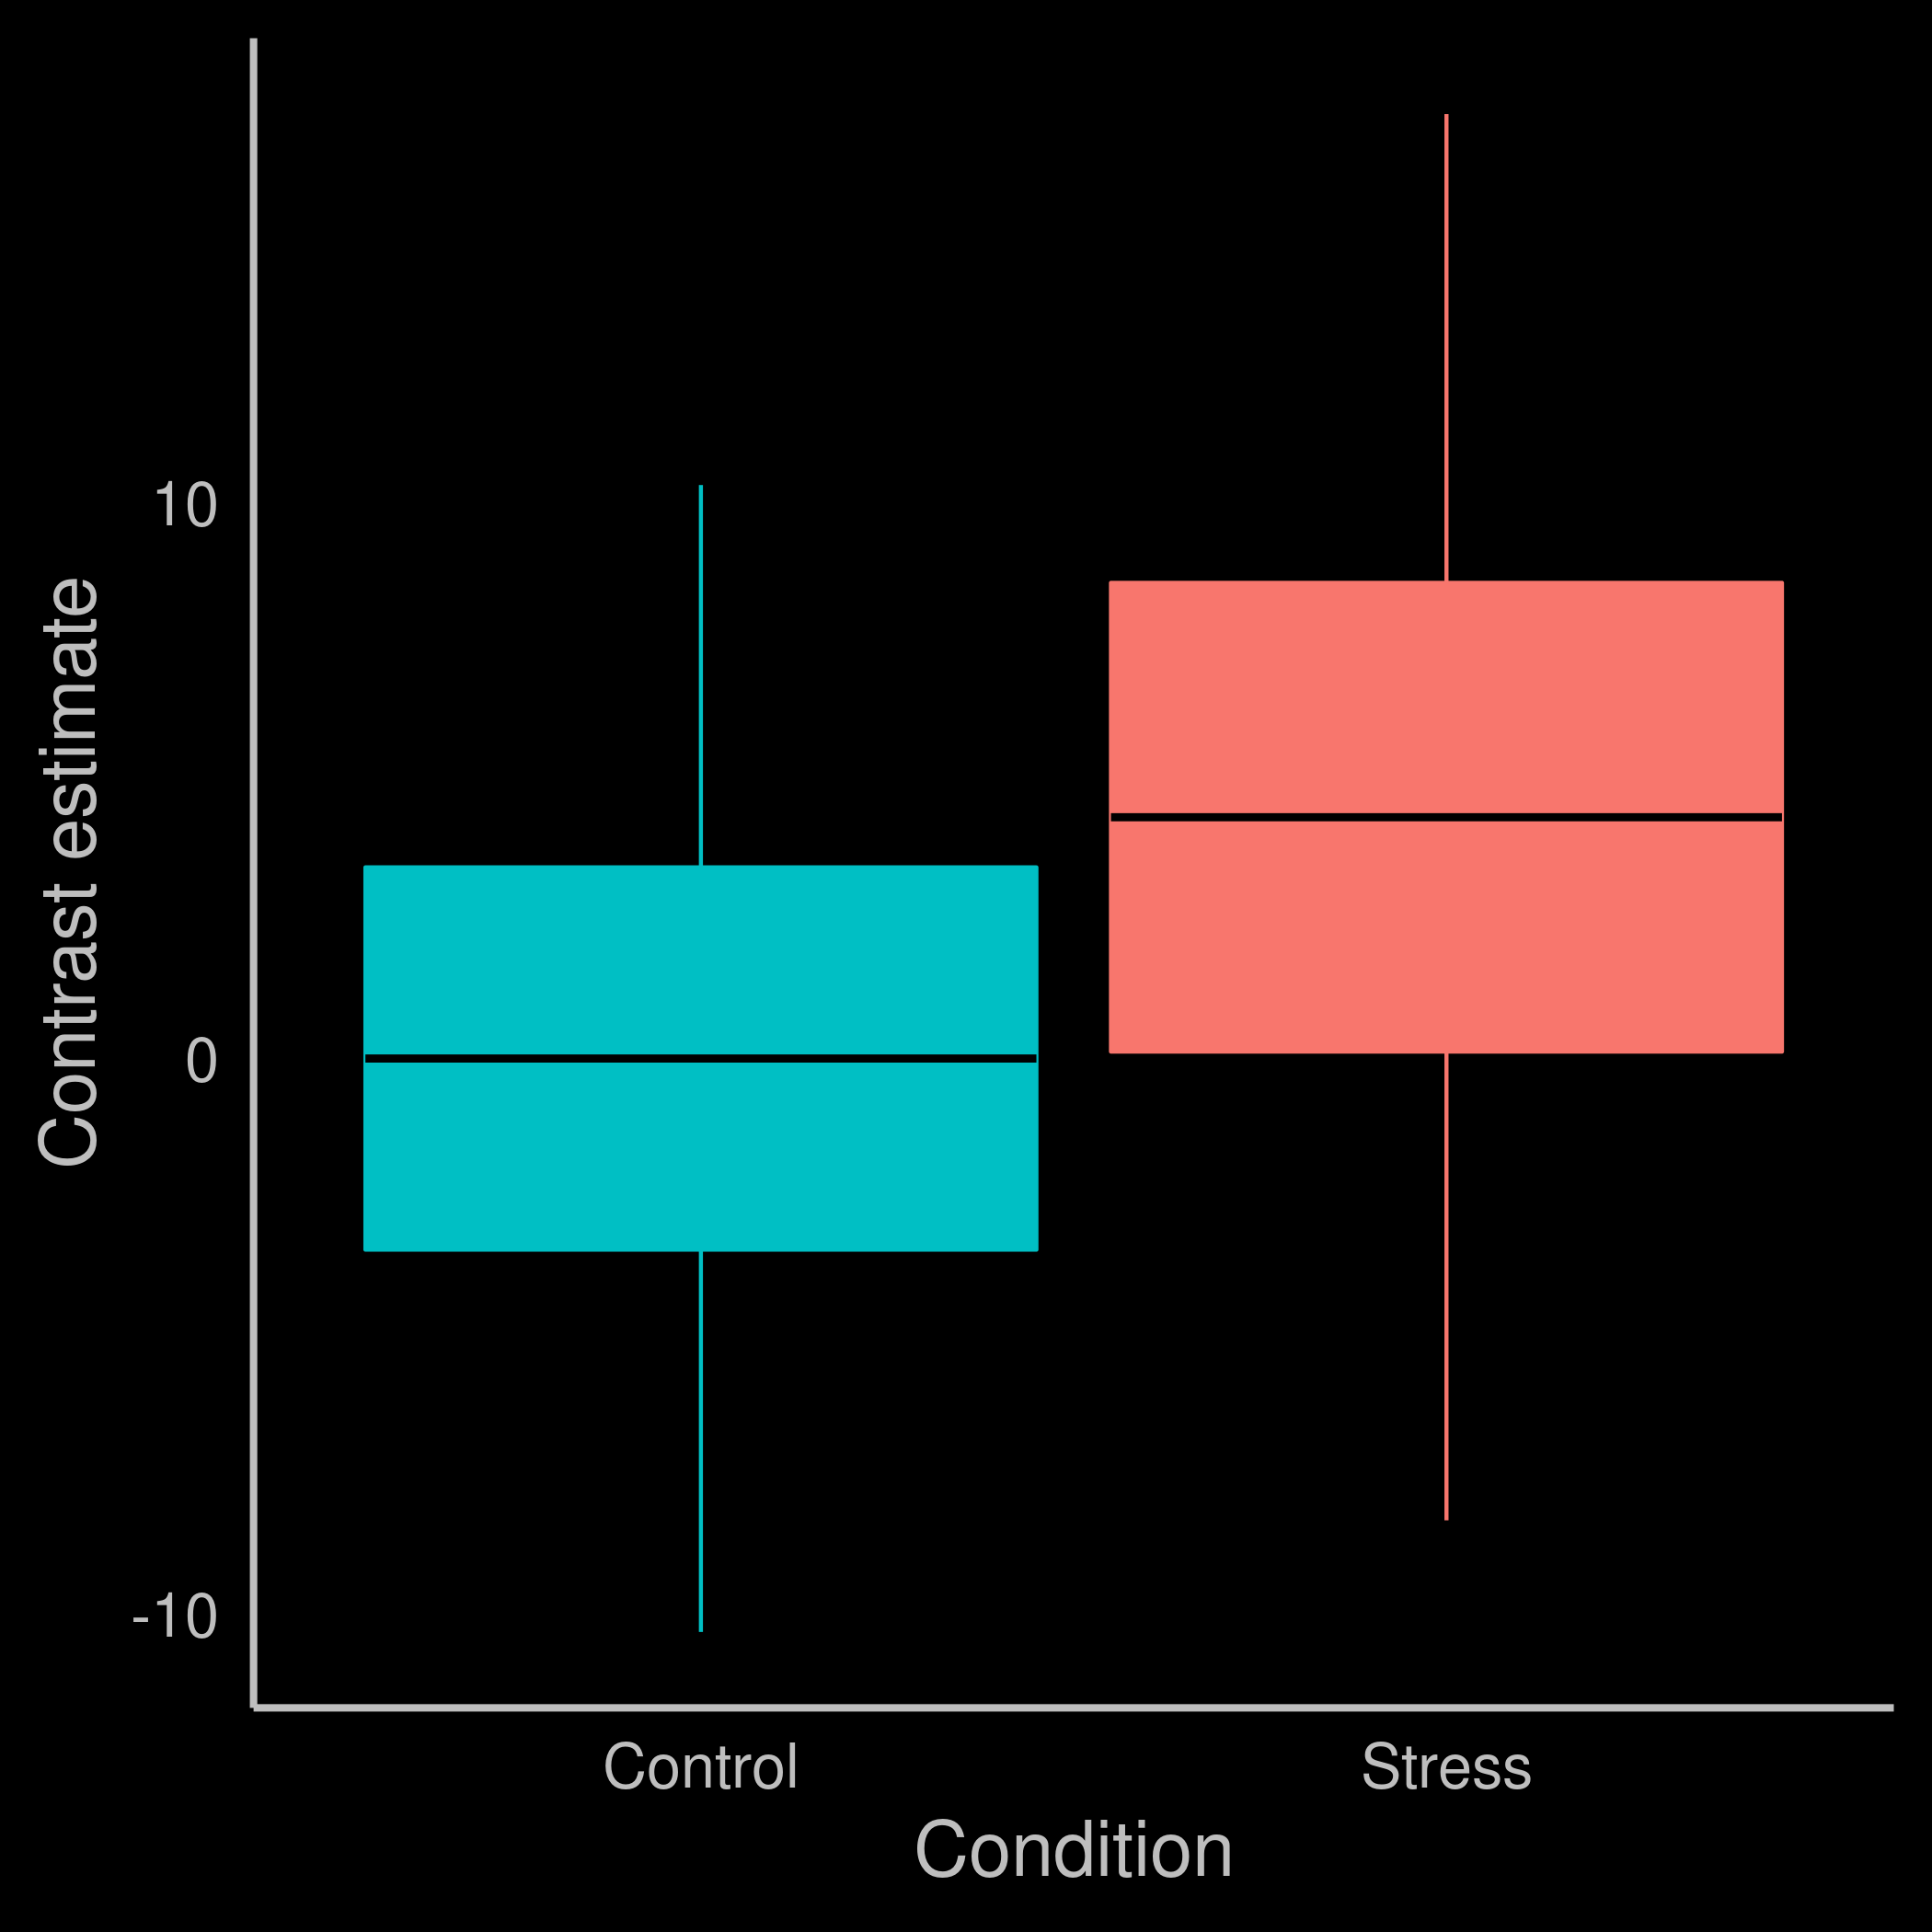 Contrast estimate
10
0
-10
Control
Stress
Condition